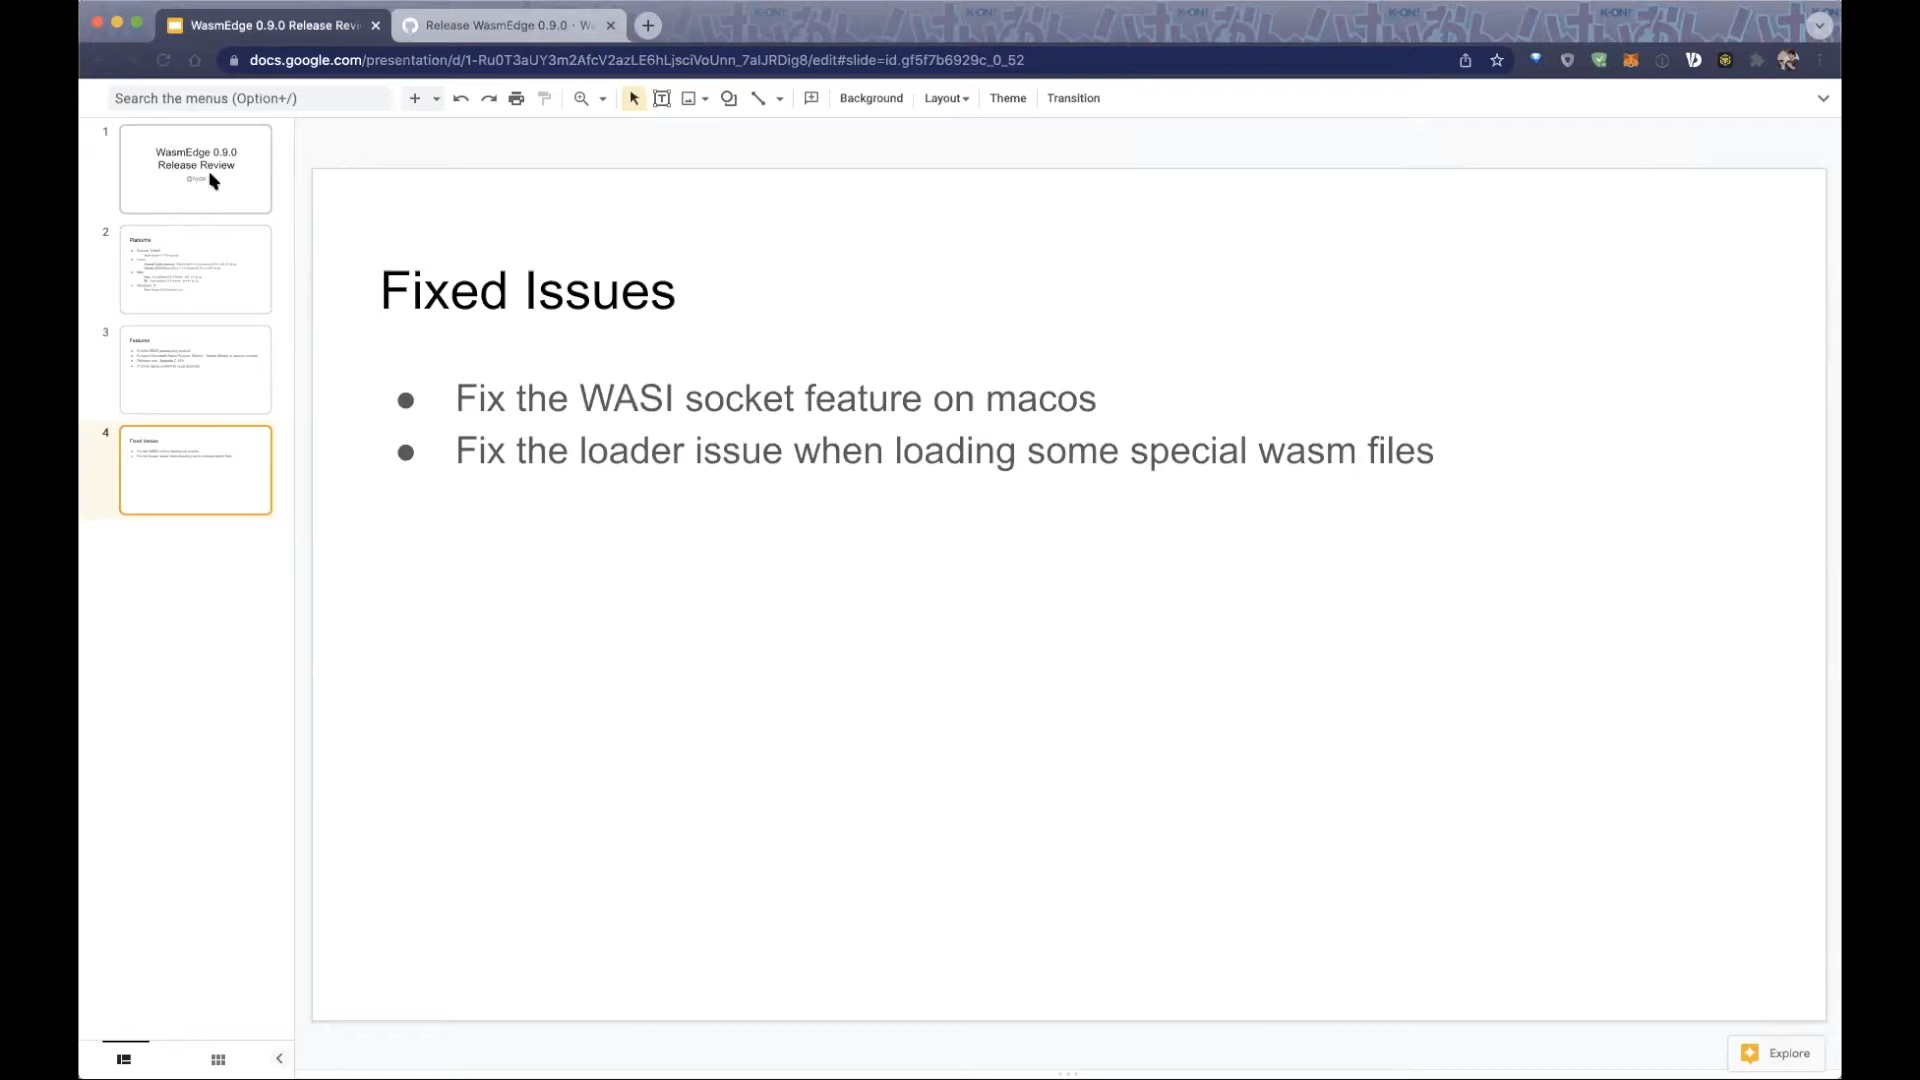 WasmEdge 0.9.0 Release Revi
Release WasmEdge 0.9.0 · W
docs.google.com/presentation/d/1-Ru0T3aUY3m2AfcV2azLE6hLjsciVoUnn_7aIJRDig8/edit#slide=id.gf5f7b6929c_0_52
Search the menus (Option+/)
Background
Layout
Theme
Transition
1
WasmEdge 0.9.0
Release Review
2
Platforms
3
Features
4
Fixed Issues
Fixed Issues
● Fix the WASI socket feature on macos
● Fix the loader issue when loading some special wasm files
Explore